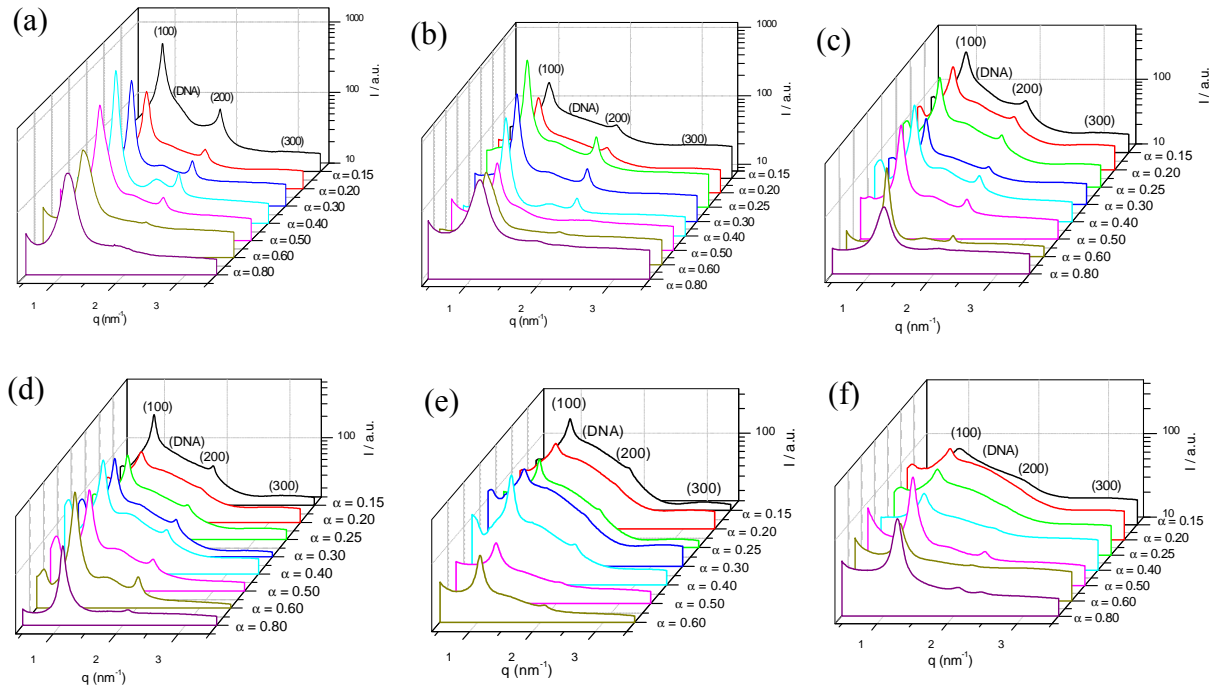 (a)
1000
(100)
I / a.u.
(DNA)
100
(200)
(300)
10
α = 0.15
α = 0.20
α = 0.30
α = 0.40
α = 0.50
α = 0.60
α = 0.80
1 2 3
q (nm⁻¹)
(b)
1000
(100)
I / a.u.
100
(DNA)
(200)
(300)
10
α = 0.15
α = 0.20
α = 0.25
α = 0.30
α = 0.40
α = 0.50
α = 0.60
α = 0.80
1 2 3
q (nm⁻¹)
(c)
(100)
I / a.u.
100
(DNA)
(200)
(300)
10
α = 0.15
α = 0.20
α = 0.25
α = 0.30
α = 0.40
α = 0.50
α = 0.60
α = 0.80
1 2 3
q (nm⁻¹)
(d)
(100)
I / a.u.
100
(DNA)
(200)
(300)
α = 0.15
α = 0.20
α = 0.25
α = 0.30
α = 0.40
α = 0.50
α = 0.60
α = 0.80
1 2 3
q (nm⁻¹)
(e)
(100)
I / a.u.
100
(DNA)
(200)
(300)
α = 0.15
α = 0.20
α = 0.25
α = 0.30
α = 0.40
α = 0.50
α = 0.60
1 2 3
q (nm⁻¹)
(f)
I / a.u.
100
(100)
(DNA)
(200)
(300)
10
α = 0.15
α = 0.20
α = 0.25
α = 0.40
α = 0.50
α = 0.60
α = 0.80
1 2 3
q (nm⁻¹)